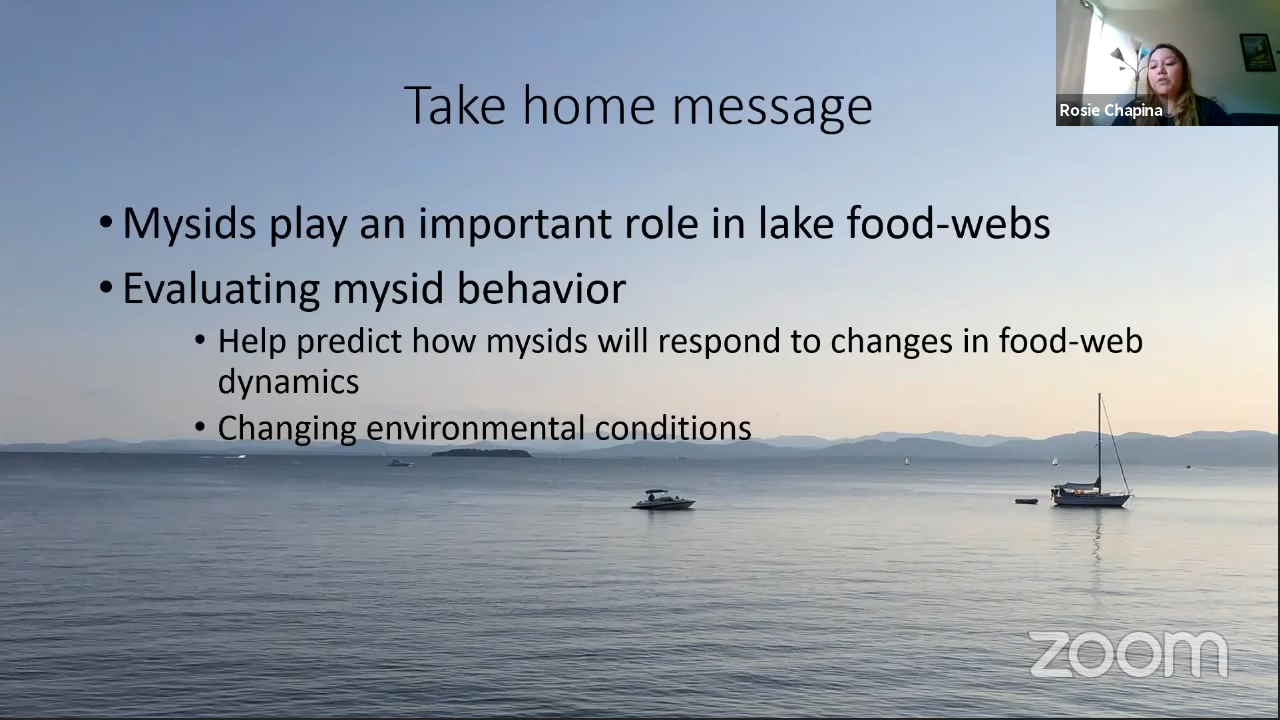 Take home message
Rosie Chapina
• Mysids play an important role in lake food-webs
• Evaluating mysid behavior
• Help predict how mysids will respond to changes in food-web
dynamics
• Changing environmental conditions
zoom